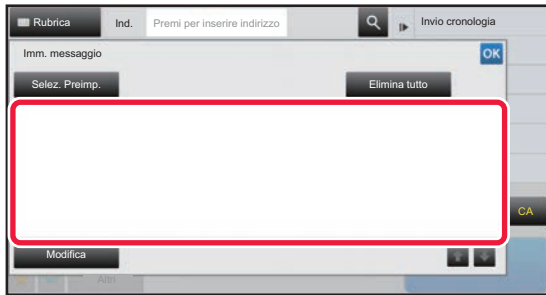 Rubrica Ind. Premi per inserire indirizzo Invio cronologia
Imm. messaggio OK
Selez. Preimp. Elimina tutto
CA
Modifica
Altri